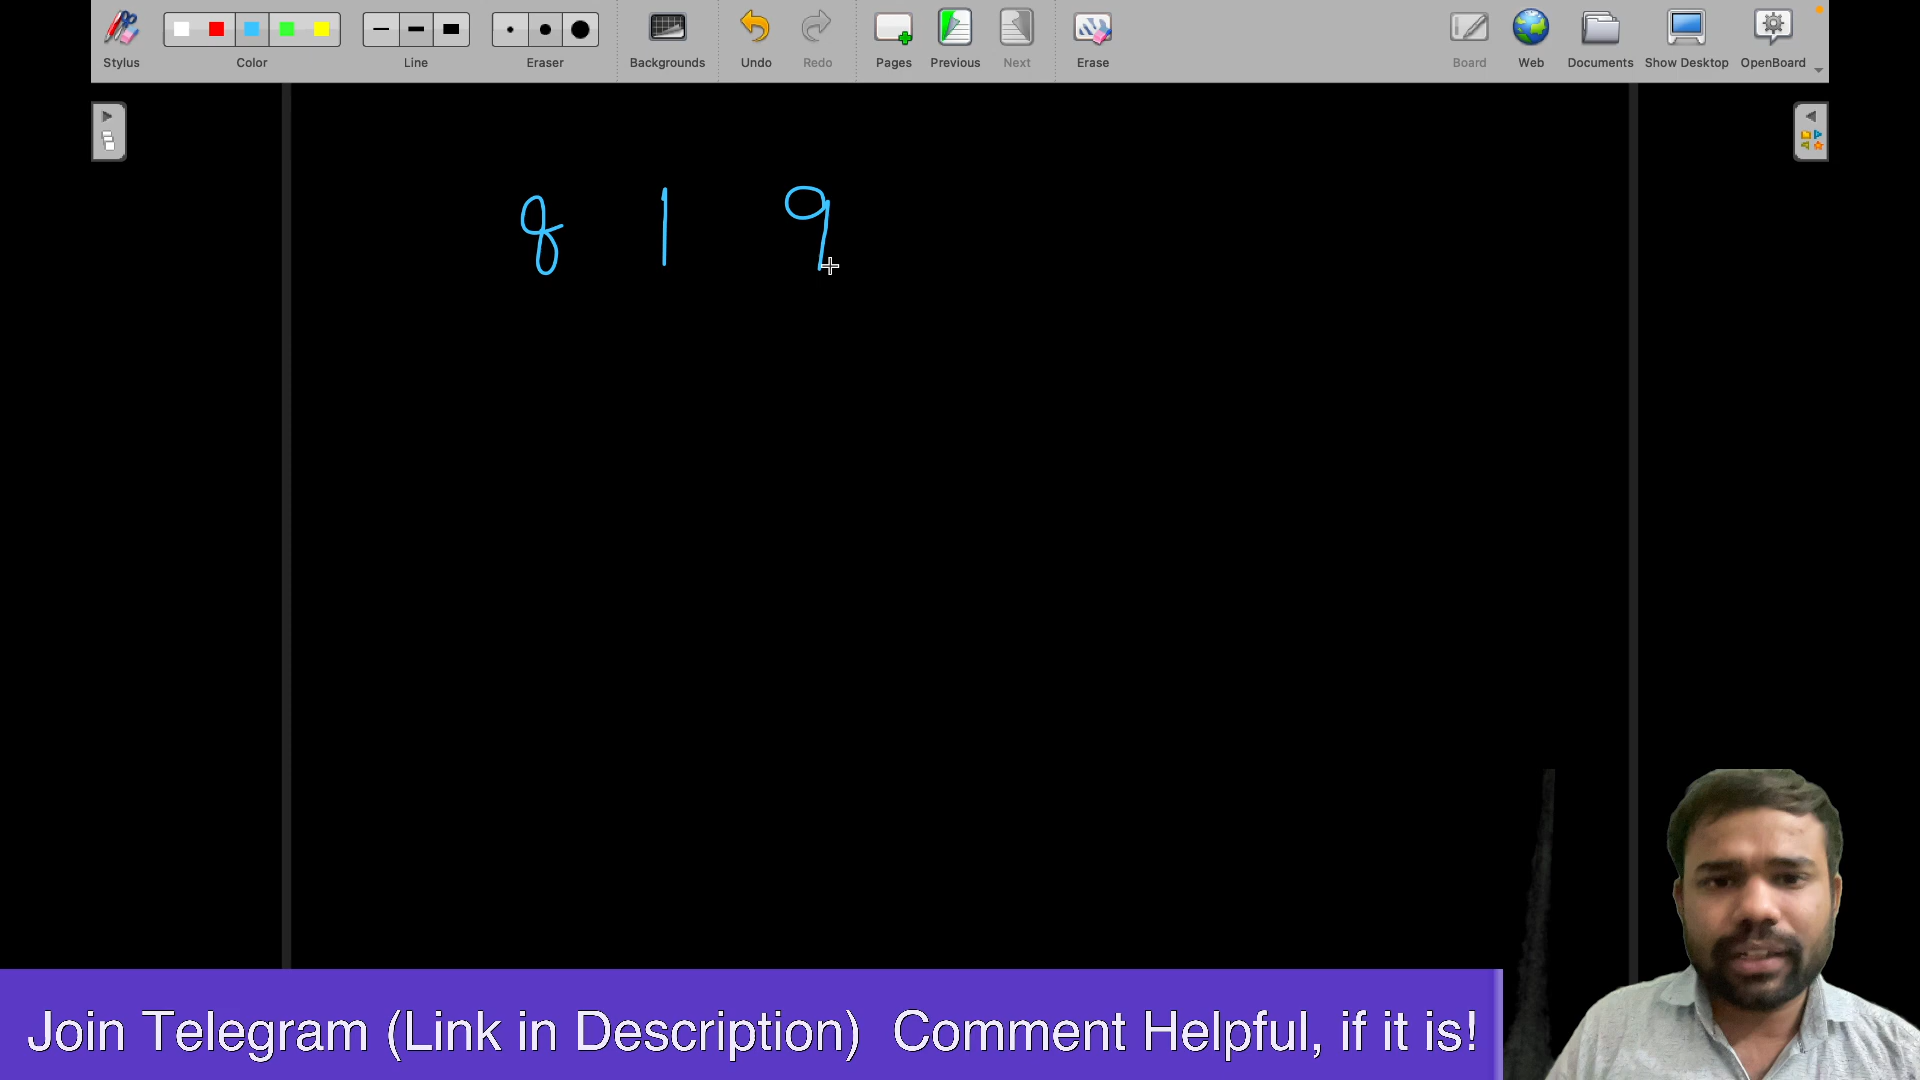 Stylus Color Line Eraser Backgrounds Undo Redo Pages Previous Next Erase Board Web Documents Show Desktop OpenBoard
8 1 9
Join Telegram (Link in Description) Comment Helpful, if it is!